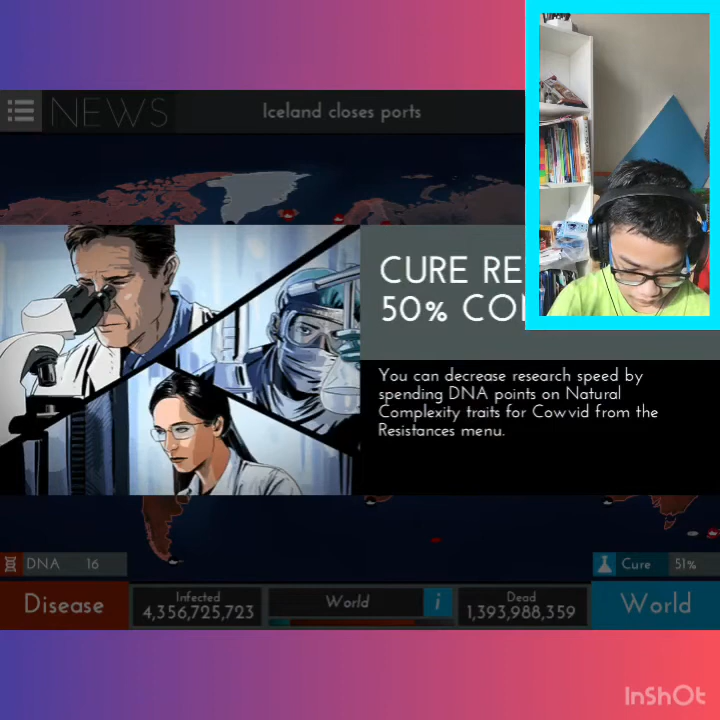 NEWS
Iceland closes ports
CURE RE
50% CO
You can decrease research speed by
spending DNA points on Natural
Complexity traits for Cowvid from the
Resistances menu.
DNA 16
Cure 51%
Disease
Infected
4,356,725,723
World
i
Dead
1,393,988,359
World
InShOt